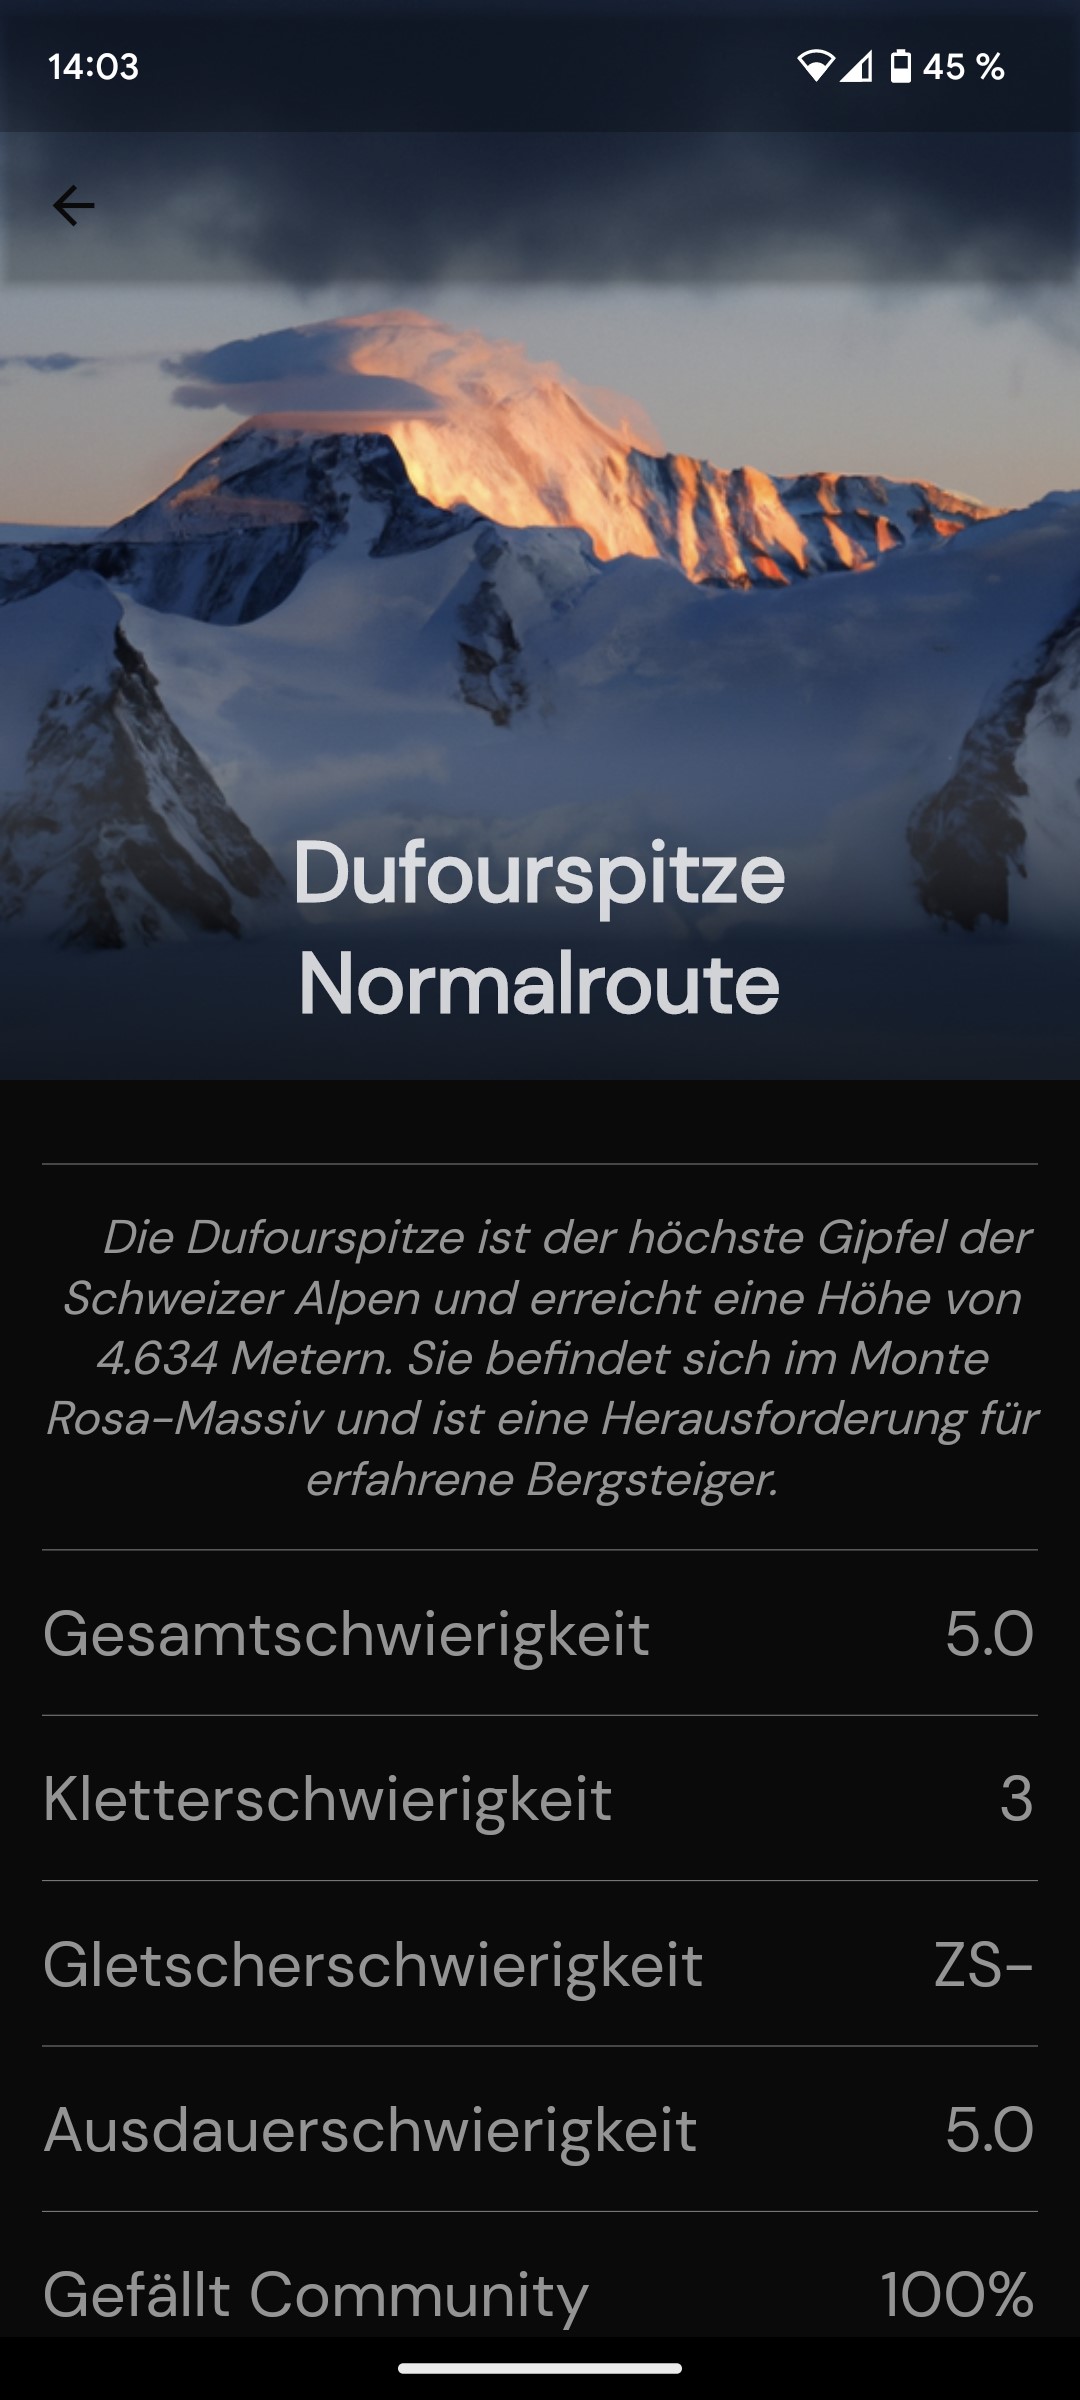 14:03
45 %
Dufourspitze
Normalroute
Die Dufourspitze ist der höchste Gipfel der
Schweizer Alpen und erreicht eine Höhe von
4.634 Metern. Sie befindet sich im Monte
Rosa-Massiv und ist eine Herausforderung für
erfahrene Bergsteiger.
Gesamtschwierigkeit 5.0
Kletterschwierigkeit 3
Gletscherschwierigkeit ZS-
Ausdauerschwierigkeit 5.0
Gefällt Community 100%